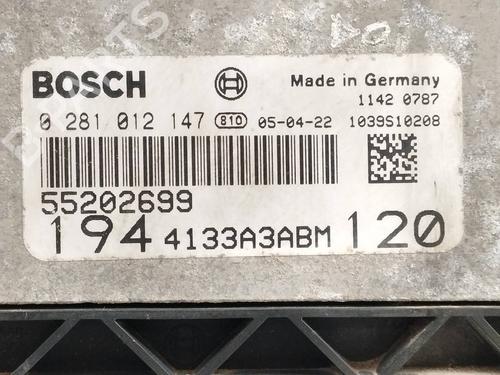 BOSCH
Made in Germany
1142 0787
0 281 012 147 810 05-04-22 1039S10208
55202699
194 4133A3ABM 120